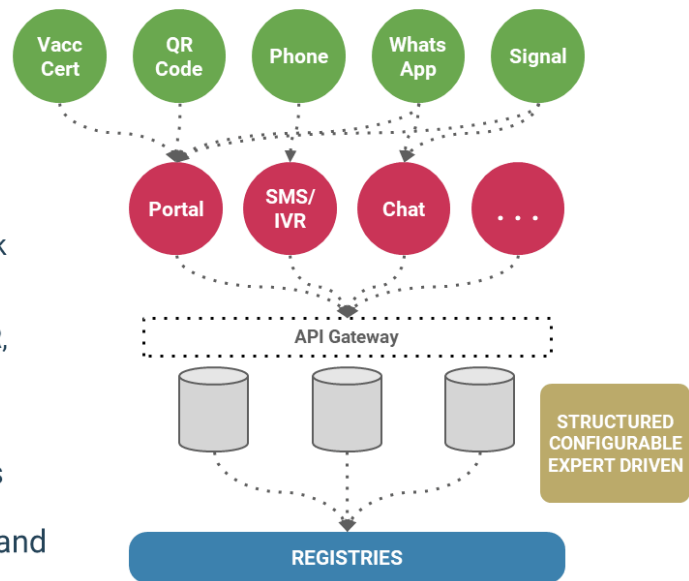 Vacc
Cert
QR
Code
Phone
Whats
App
Signal
Portal
SMS/
IVR
Chat
. . .
API Gateway
STRUCTURED
CONFIGURABLE
EXPERT DRIVEN
and
REGISTRIES